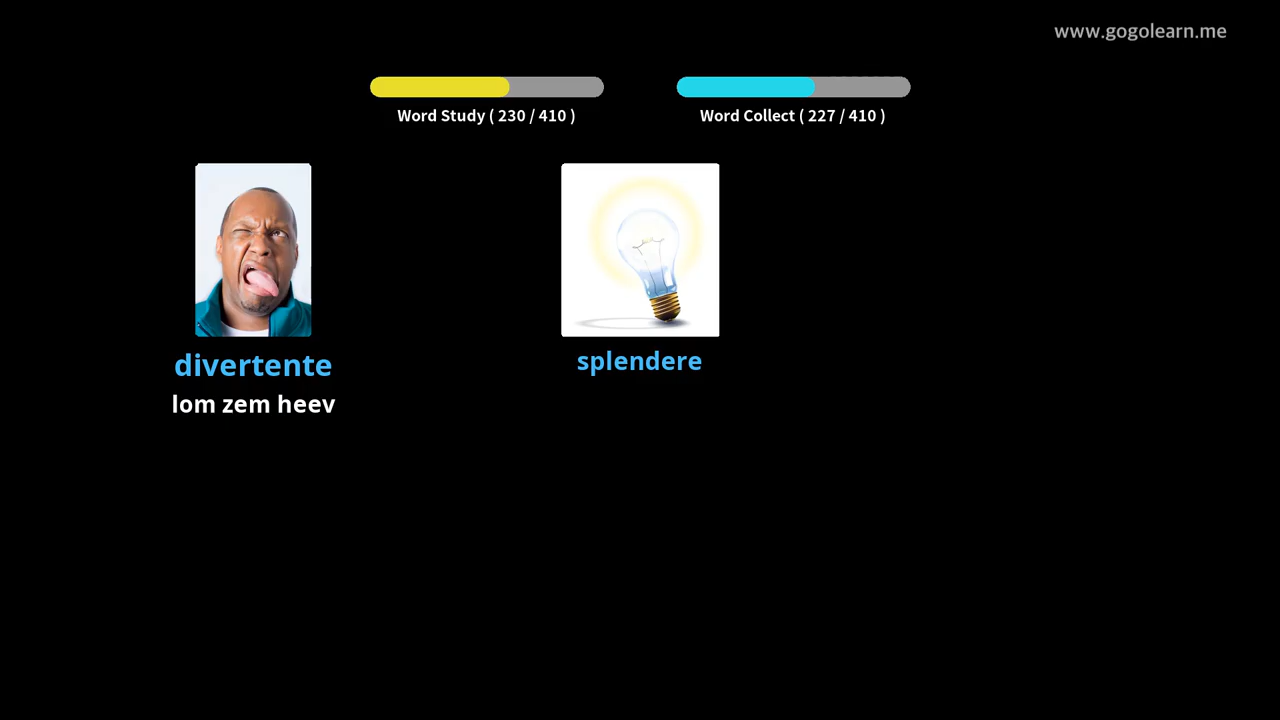 www.gogolearn.me
Word Study ( 230 / 410 )
Word Collect ( 227 / 410 )
divertente
lom zem heev
splendere